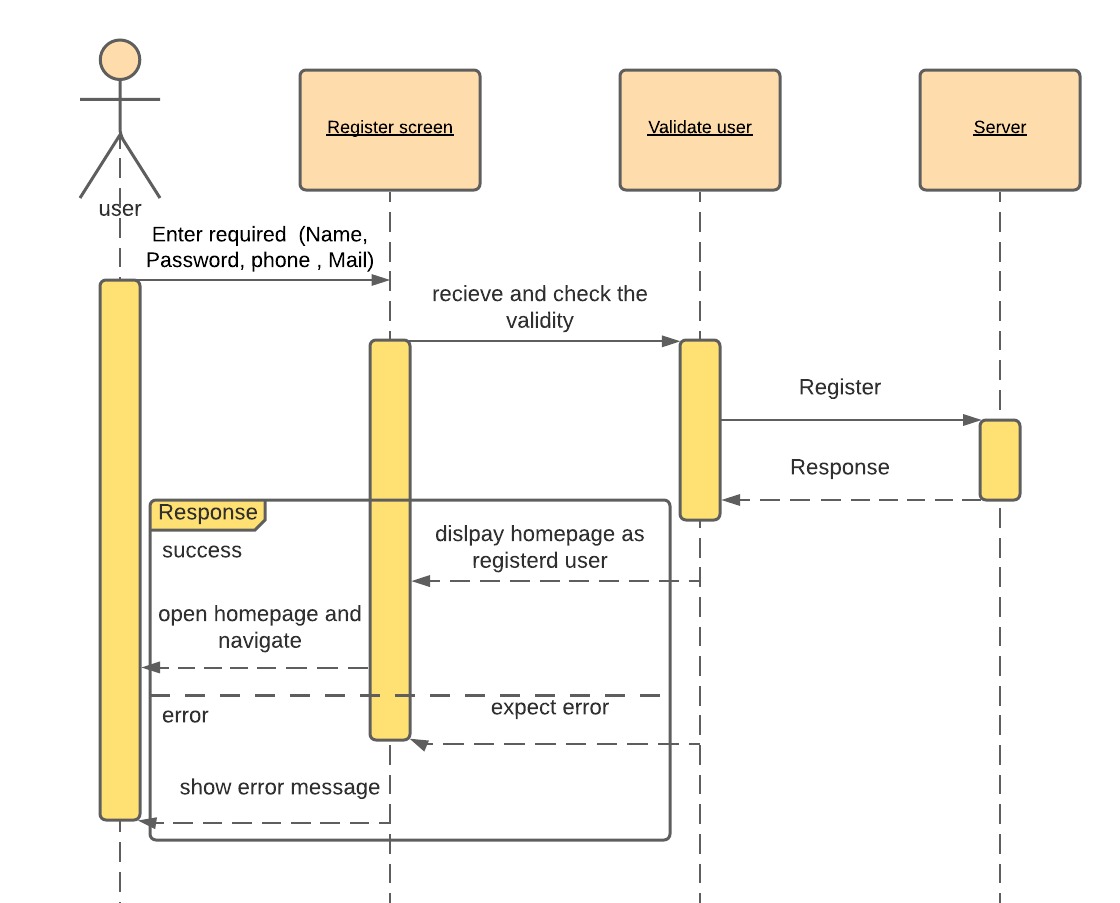 Register screen
Validate user
Server
user
Enter required (Name,
Password, phone , Mail)
recieve and check the
validity
Register
Response
Response
success
dislpay homepage as
registerd user
open homepage and
navigate
error
expect error
show error message